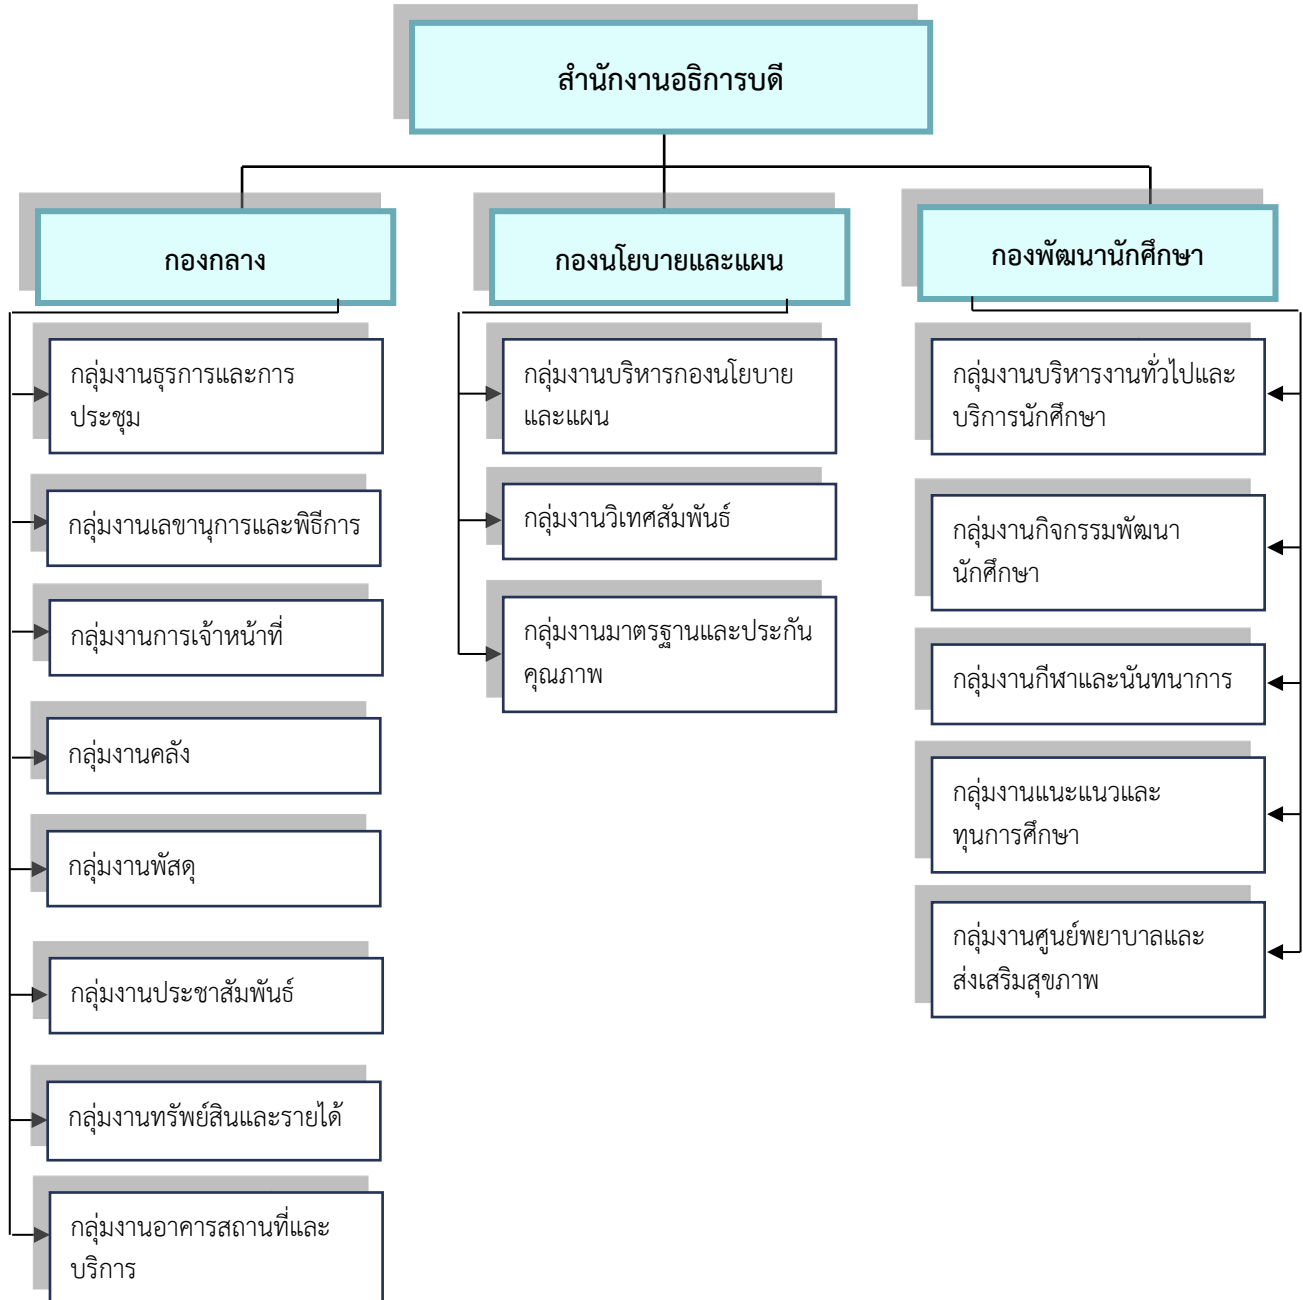 สำนักงานอธิการบดี
กองกลาง
กลุ่มงานธุรการและการ
ประชุม
กลุ่มงานเลขานุการและพิธีการ
กลุ่มงานการเจ้าหน้าที่
กลุ่มงานคลัง
กลุ่มงานพัสดุ
กลุ่มงานประชาสัมพันธ์
กลุ่มงานทรัพย์สินและรายได้
กลุ่มงานอาคารสถานที่และ
บริการ
กองนโยบายและแผน
กลุ่มงานบริหารกองนโยบาย
และแผน
กลุ่มงานวิเทศสัมพันธ์
กลุ่มงานมาตรฐานและประกัน
คุณภาพ
กองพัฒนานักศึกษา
กลุ่มงานบริหารงานทั่วไปและ
บริการนักศึกษา
กลุ่มงานกิจกรรมพัฒนา
นักศึกษา
กลุ่มงานกีฬาและนันทนาการ
กลุ่มงานแนะแนวและ
ทุนการศึกษา
กลุ่มงานศูนย์พยาบาลและ
ส่งเสริมสุขภาพ